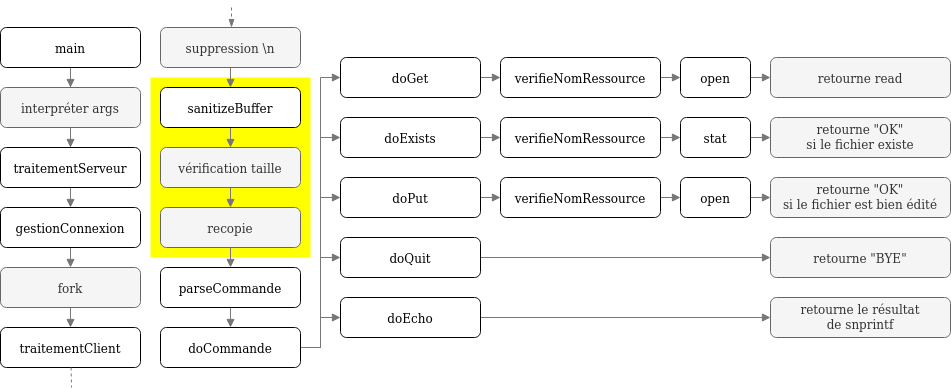 main
interpréter args
traitementServeur
gestionConnexion
fork
traitementClient
suppression \n
sanitizeBuffer
vérification taille
recopie
parseCommande
doCommande
doGet
verifieNomRessource
open
retourne read
doExists
verifieNomRessource
stat
retourne "OK"
si le fichier existe
doPut
verifieNomRessource
open
retourne "OK"
si le fichier est bien édité
doQuit
retourne "BYE"
doEcho
retourne le résultat
de snprintf